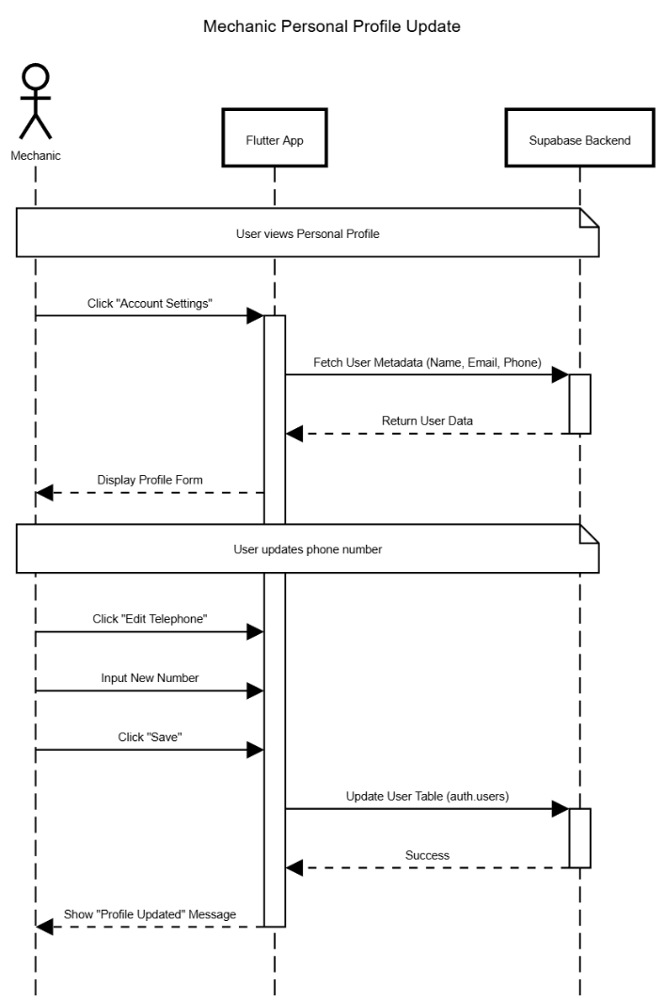 Mechanic Personal Profile Update
Mechanic
Flutter App
Supabase Backend
User views Personal Profile
Click "Account Settings"
Fetch User Metadata (Name, Email, Phone)
Return User Data
Display Profile Form
User updates phone number
Click "Edit Telephone"
Input New Number
Click "Save"
Update User Table (auth.users)
Success
Show "Profile Updated" Message